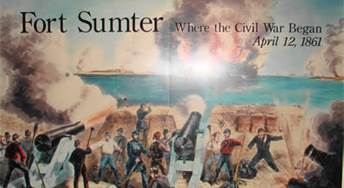 Fort Sumter Where the Civil War Began
April 12, 1861